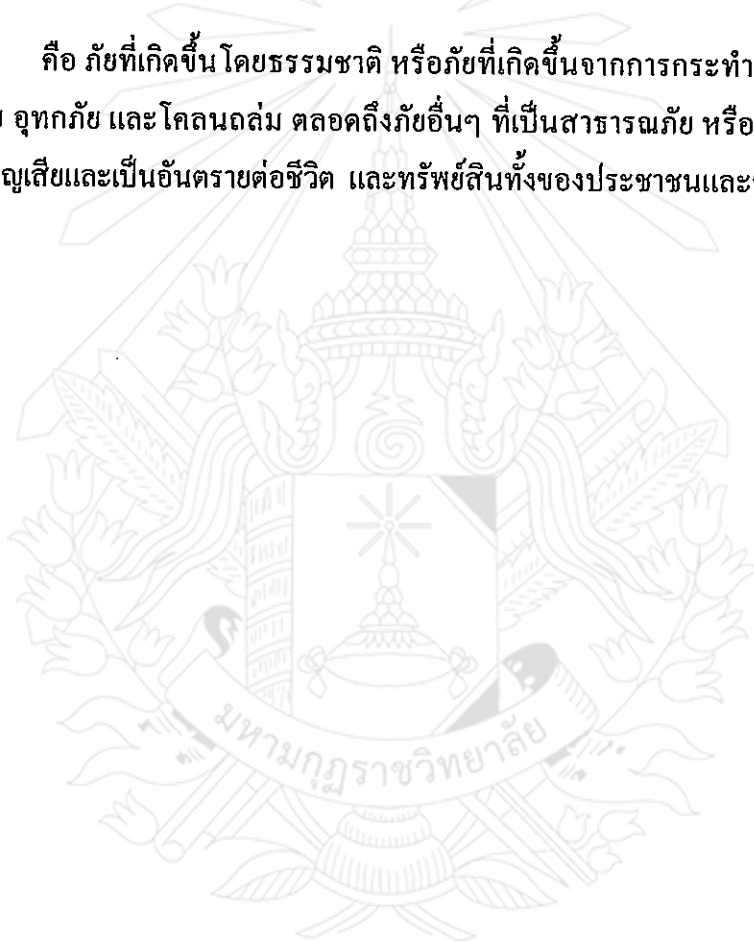 คือ ภัยที่เกิดขึ้นโดยธรรมชาติ หรือภัยที่เกิดขึ้นจากการกระทำ
อุทกภัย และโคลนถล่ม ตลอดถึงภัยอื่นๆ ที่เป็นสาธารณภัย หรือ
ญเสียและเป็นอันตรายต่อชีวิต และทรัพย์สินทั้งของประชาชนและ
มหามกุฏราชวิทยาลัย